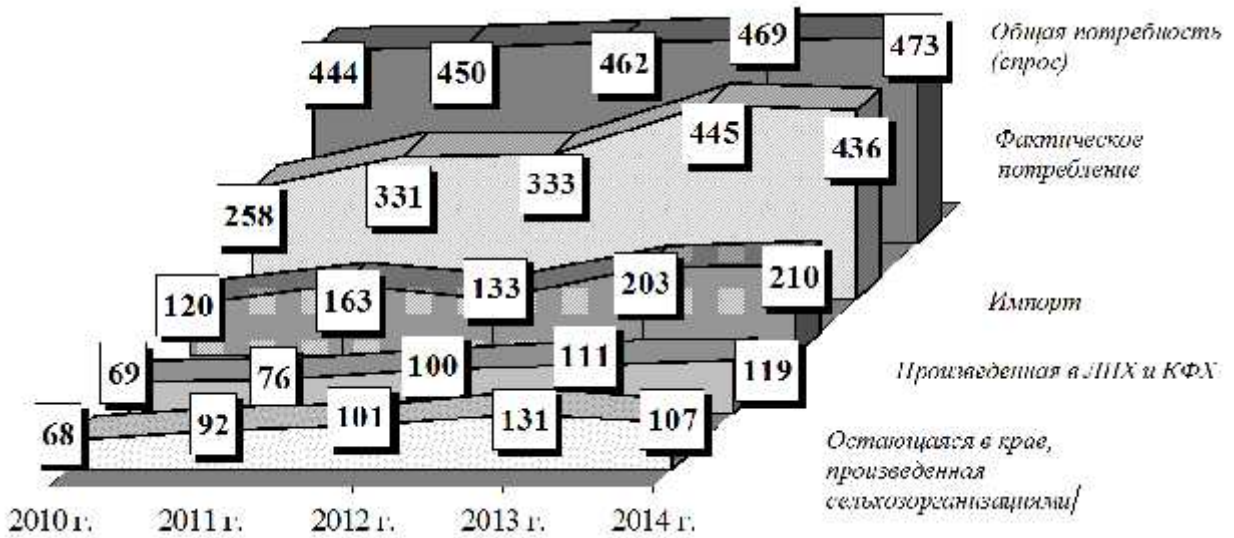 444
450
462
469
473
Общая потребность
(спрос)
258
331
333
445
436
Фактическое
потребление
120
163
133
203
210
Импорт
69
76
100
111
119
Произведенная в ЛПХ и КФХ
68
92
101
131
107
Остающаяся в крае,
произведенная
сельхозорганизациями/
2010 г.
2011 г.
2012 г.
2013 г.
2014 г.